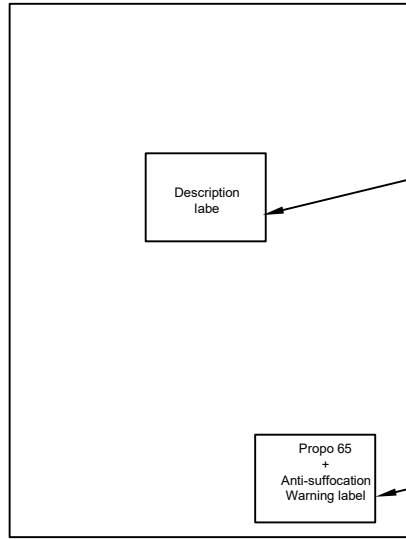 Description
labe
Propo 65
+
Anti-suffocation
Warning label